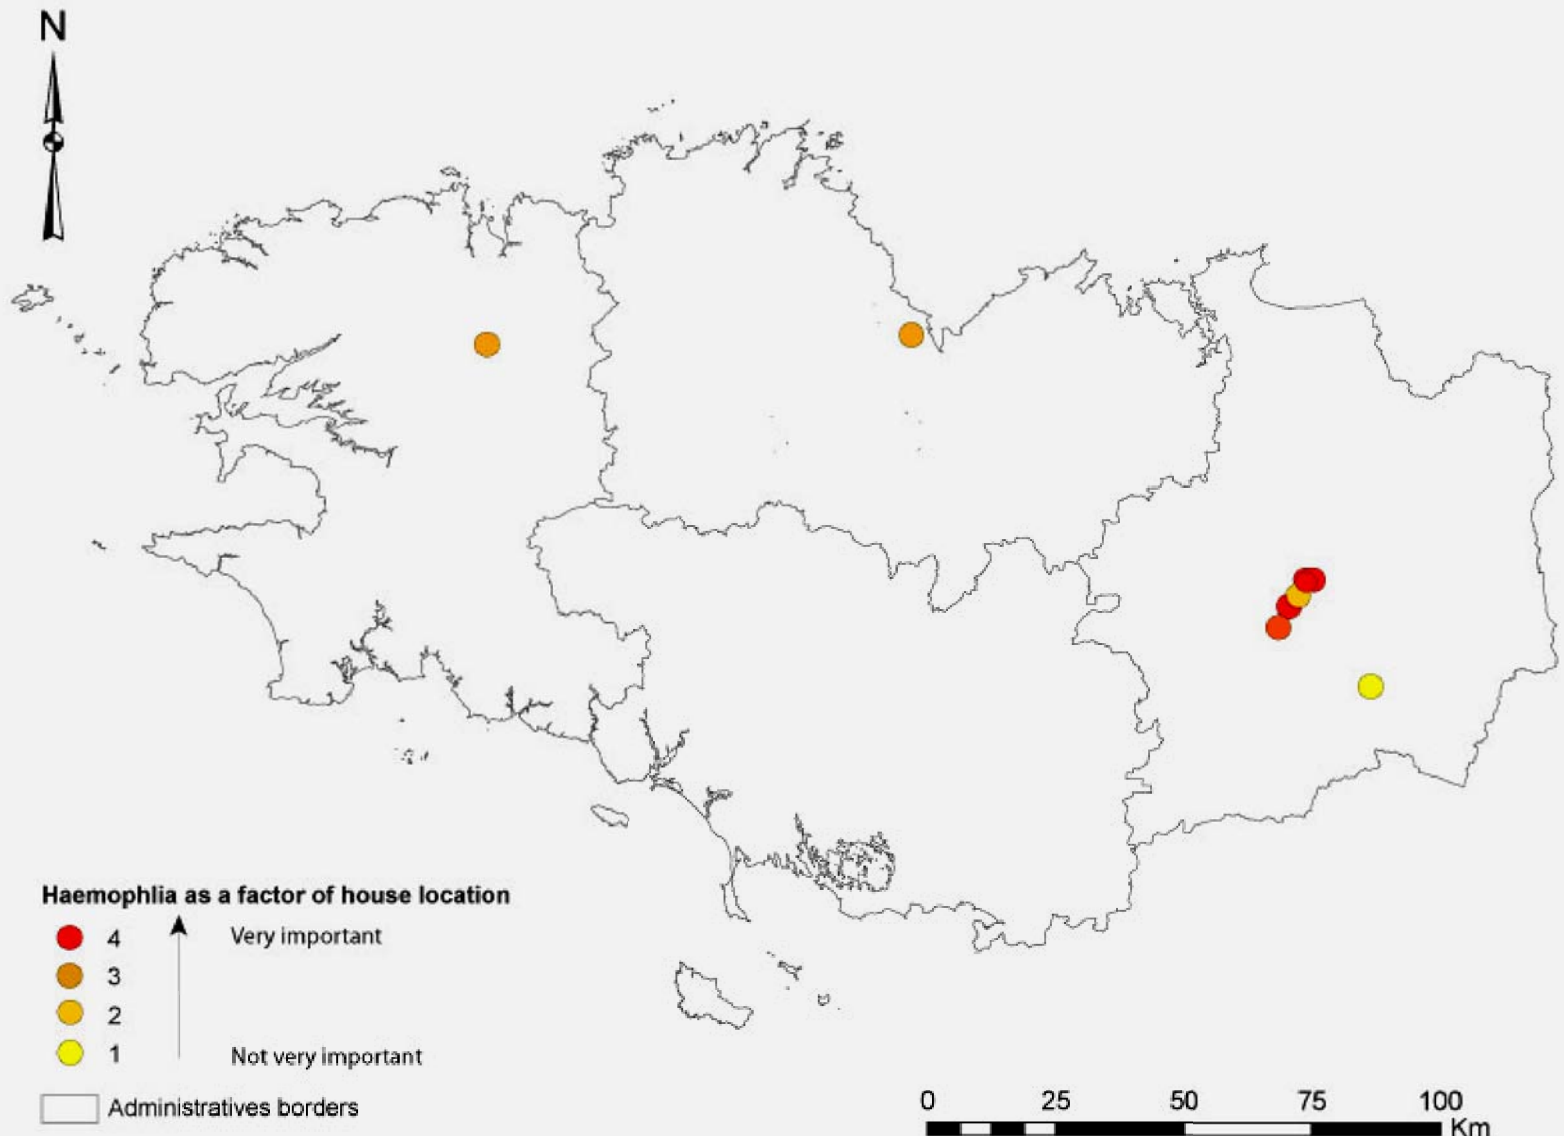 N
Haemophlia as a factor of house location
4 Very important
3
2
1 Not very important
Administratives borders
0 25 50 75 100
Km